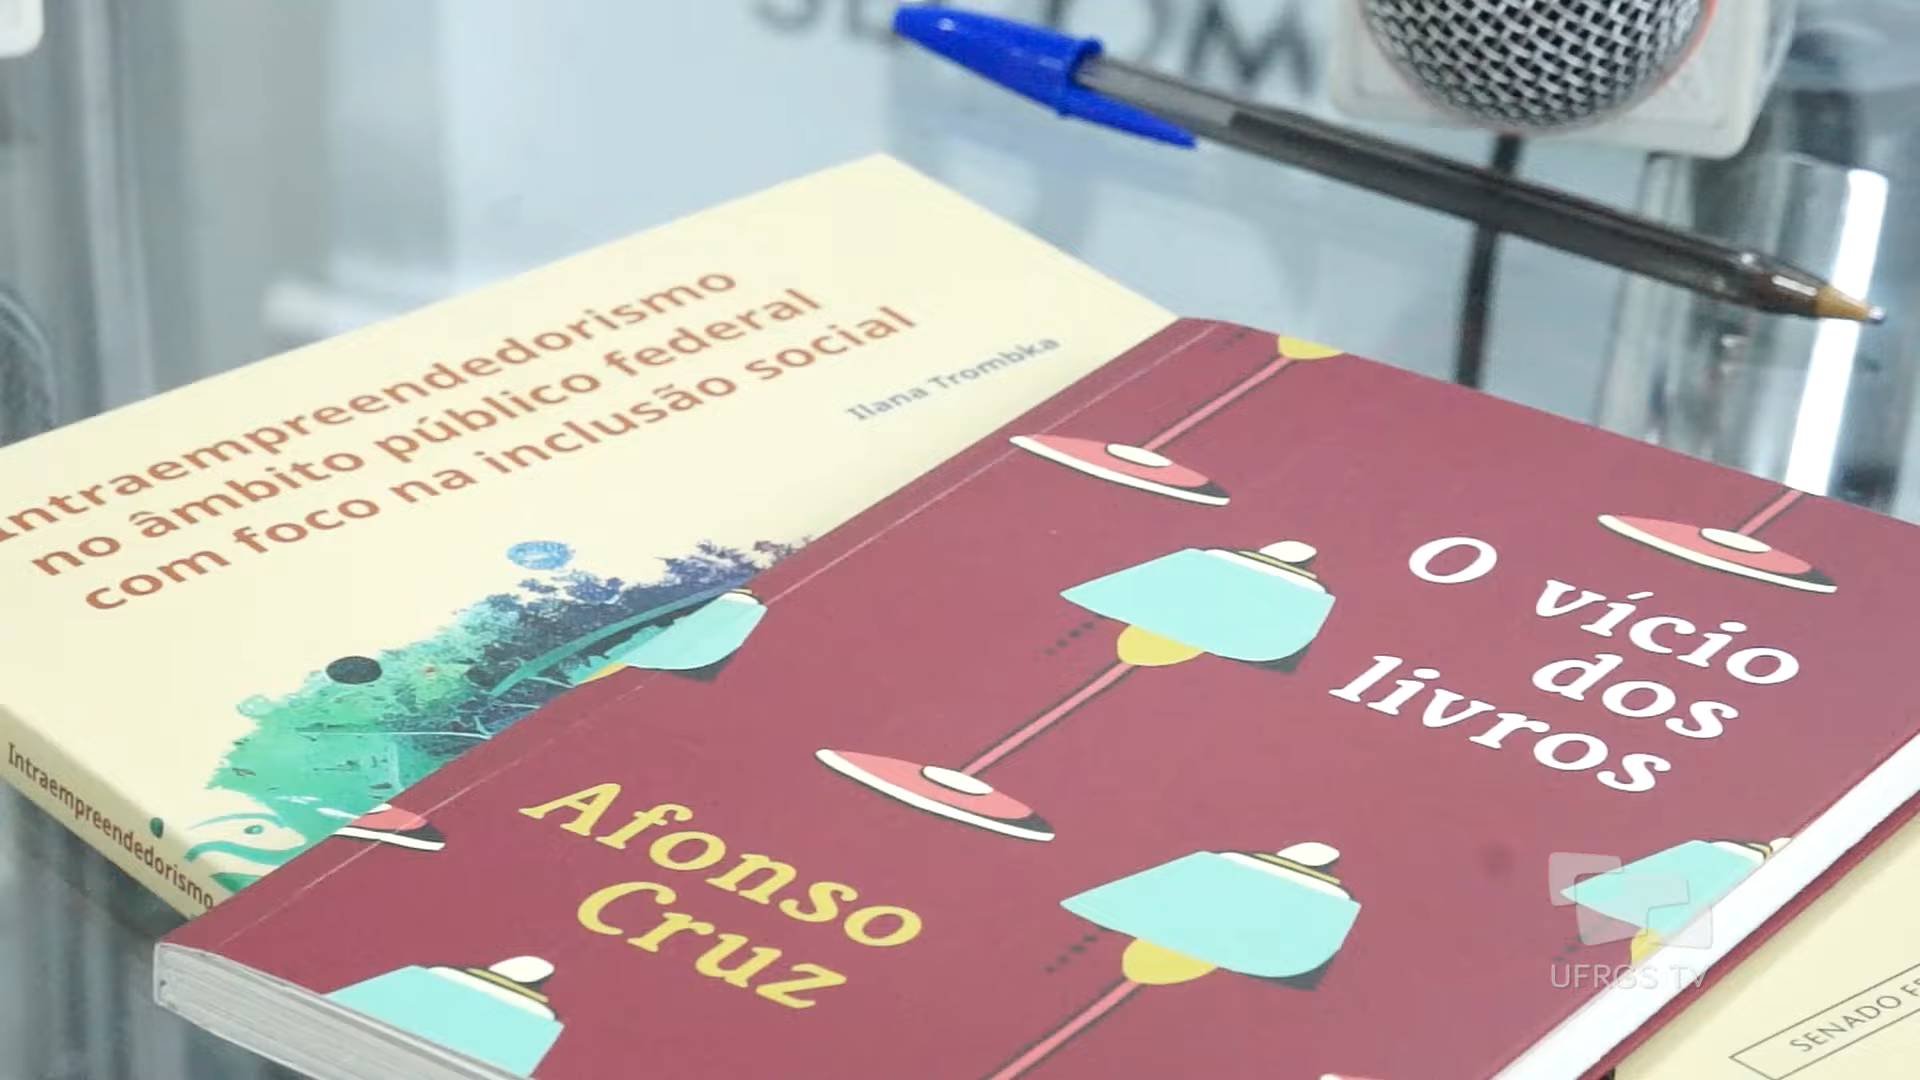 Intraempreendedorismo
no âmbito público federal
com foco na inclusão social
Ilana Trombka
Intraempreendedorismo
O vício
dos
livros
Afonso
Cruz
UFRGS TV
SENADO